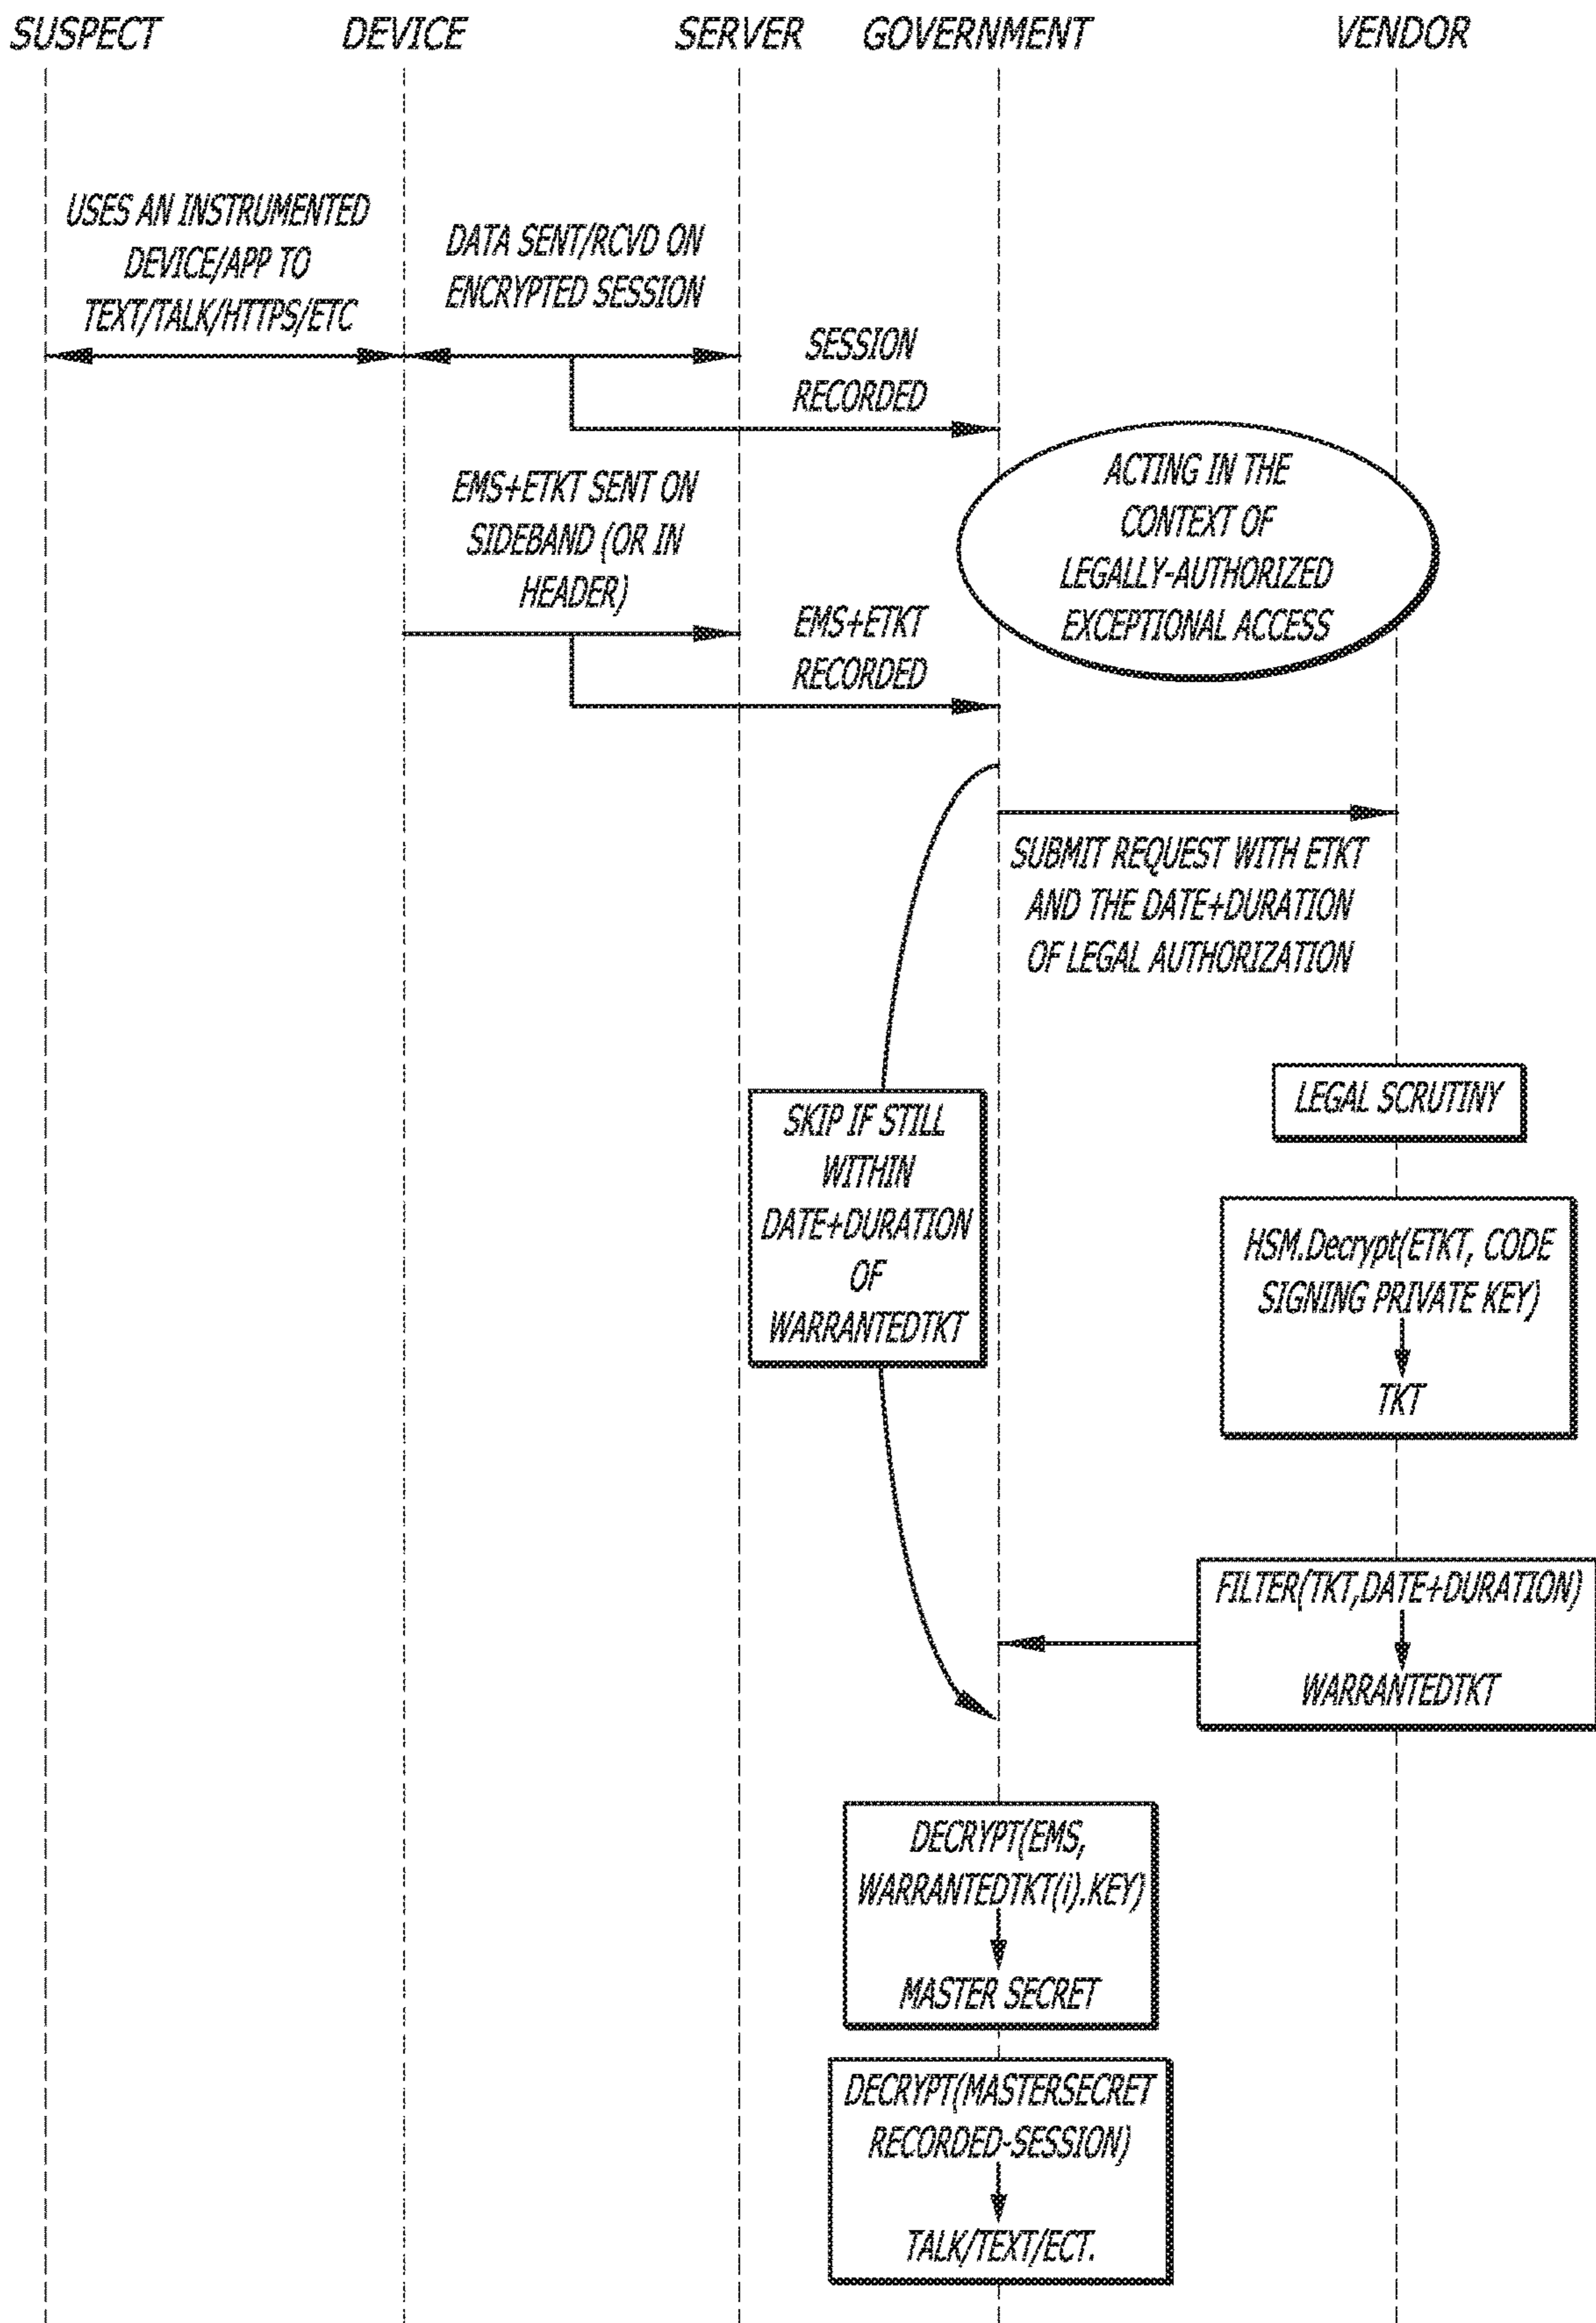 SUSPECT
DEVICE
SERVER
GOVERNMENT
VENDOR
USES AN INSTRUMENTED
DEVICE/APP TO
TEXT/TALK/HTTPS/ETC
DATA SENT/RCVD ON
ENCRYPTED SESSION
SESSION
RECORDED
ACTING IN THE
CONTEXT OF
LEGALLY-AUTHORIZED
EXCEPTIONAL ACCESS
EMS+ETKT SENT ON
SIDEBAND (OR IN
HEADER)
EMS+ETKT
RECORDED
SUBMIT REQUEST WITH ETKT
AND THE DATE+DURATION
OF LEGAL AUTHORIZATION
LEGAL SCRUTINY
SKIP IF STILL
WITHIN
DATE+DURATION
OF
WARRANTEDTKT
HSM.Decrypt(ETKT, CODE
SIGNING PRIVATE KEY)
TKT
FILTER(TKT,DATE+DURATION)
WARRANTEDTKT
DECRYPT(EMS,
WARRANTEDTKT(i).KEY)
MASTER SECRET
DECRYPT(MASTERSECRET
RECORDED-SESSION)
TALK/TEXT/ECT.